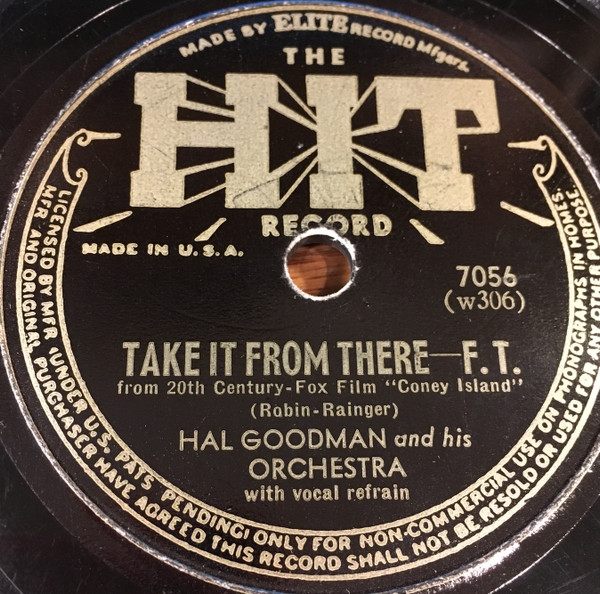 MADE BY ELITE RECORD Mfgers.
THE
HIT
RECORD
MADE IN U.S.A.
7056
(W306)
TAKE IT FROM THERE—F.T.
from 20th Century-Fox Film "Coney Island"
(Robin-Rainger)
HAL GOODMAN and his
ORCHESTRA
with vocal refrain
LICENSED BY MFR (UNDER U.S. PATS PENDING) ONLY FOR NON-COMMERCIAL USE ON PHONOGRAPHS IN HOMES.
MFR AND ORIGINAL PURCHASER HAVE AGREED THIS RECORD SHALL NOT BE RESOLD OR USED FOR ANY OTHER PURPOSE